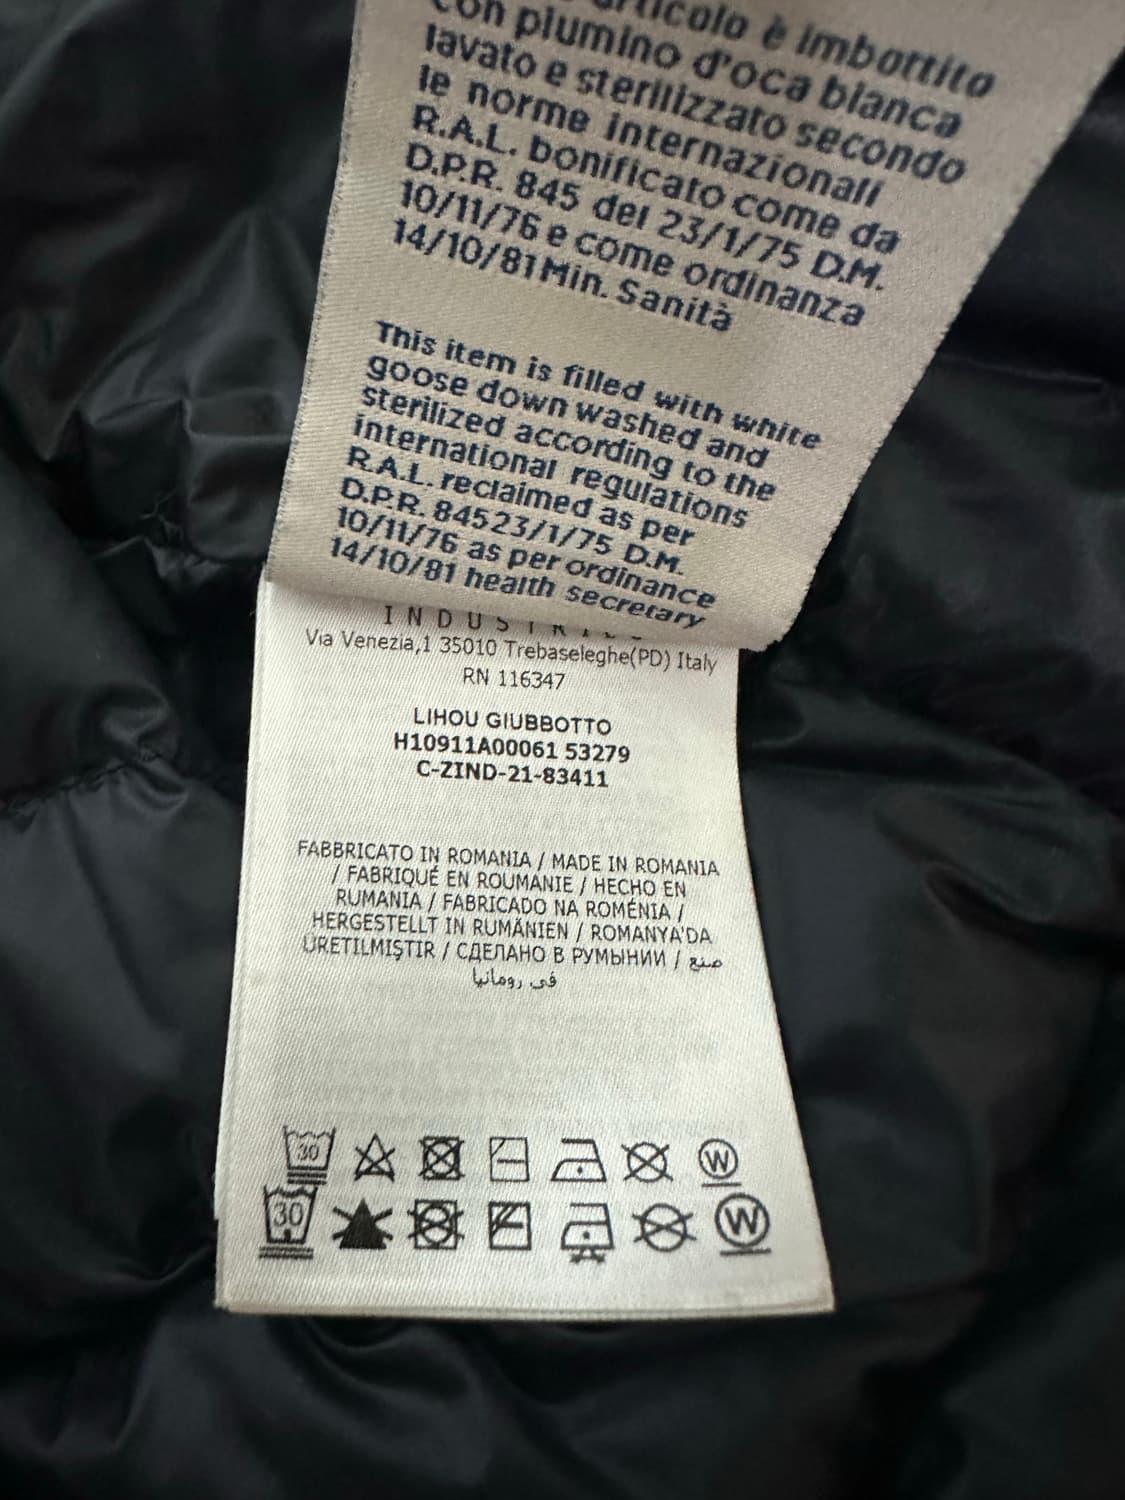 articolo è imbottito
con piumino d'oca bianca
lavato e sterilizzato secondo
le norme internazionali
R.A.L. bonificato come da
D.P.R. 845 del 23/1/75 D.M.
10/11/76 e come ordinanza
14/10/81 Min. Sanità
This item is filled with white
goose down washed and
sterilized according to the
international regulations
R.A.L. reclaimed as per
D.P.R. 84523/1/75 D.M.
10/11/76 as per ordinance
14/10/81 health secretary
Via Venezia,1 35010 Trebaseleghe(PD) Italy
RN 116347
LIHOU GIUBBOTTO
H10911A00061 53279
C-ZIND-21-83411
FABBRICATO IN ROMANIA / MADE IN ROMANIA
/ FABRIQUÉ EN ROUMANIE / HECHO EN
RUMANIA / FABRICADO NA ROMÉNIA /
HERGESTELLT IN RUMÄNIEN / ROMANYA'DA
ÜRETILMIŞTIR / СДЕЛАНО В РУМЫНИИ / صنع
في رومانيا
30 W
30 W